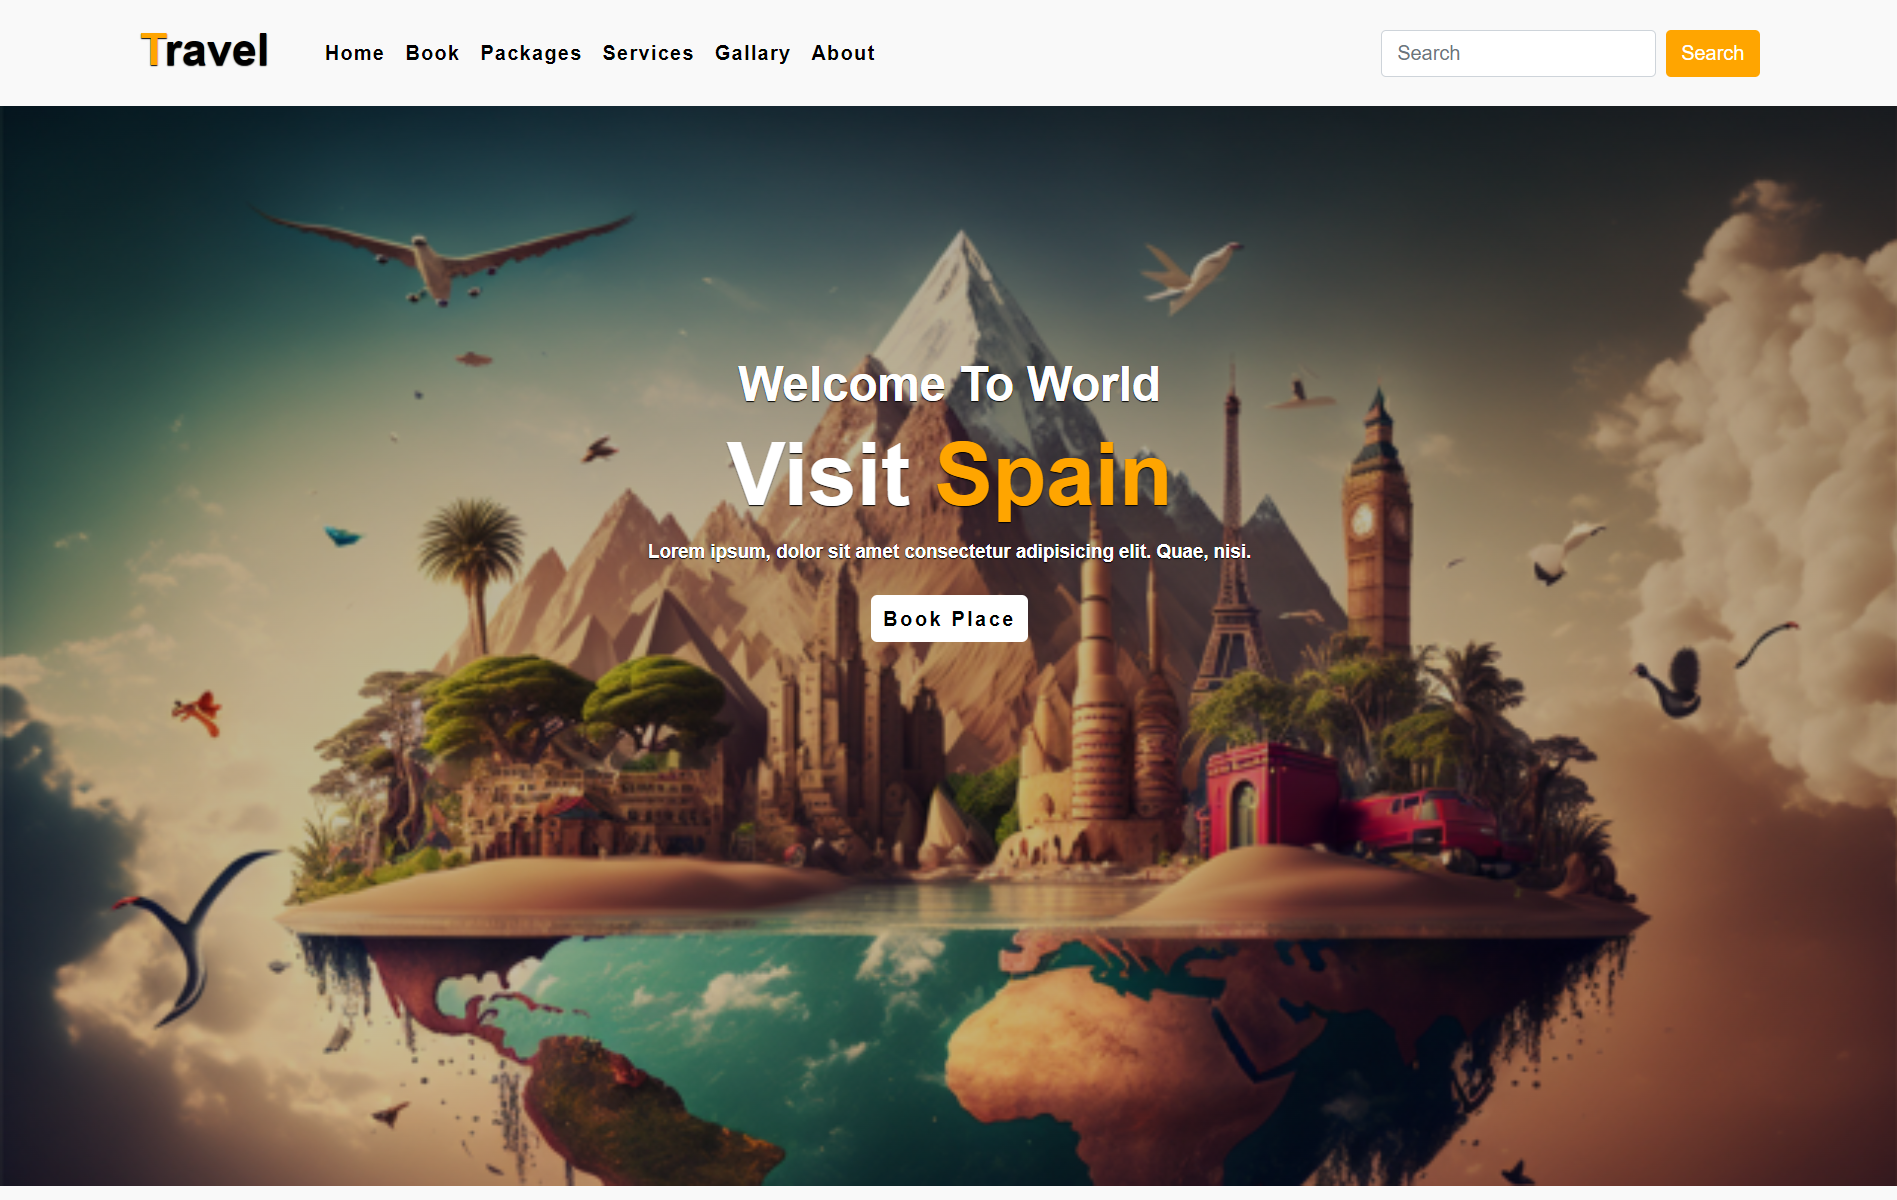 Travel Home Book Packages Services Gallary About Search Search
Welcome To World
Visit Spain
Lorem ipsum, dolor sit amet consectetur adipisicing elit. Quae, nisi.
Book Place